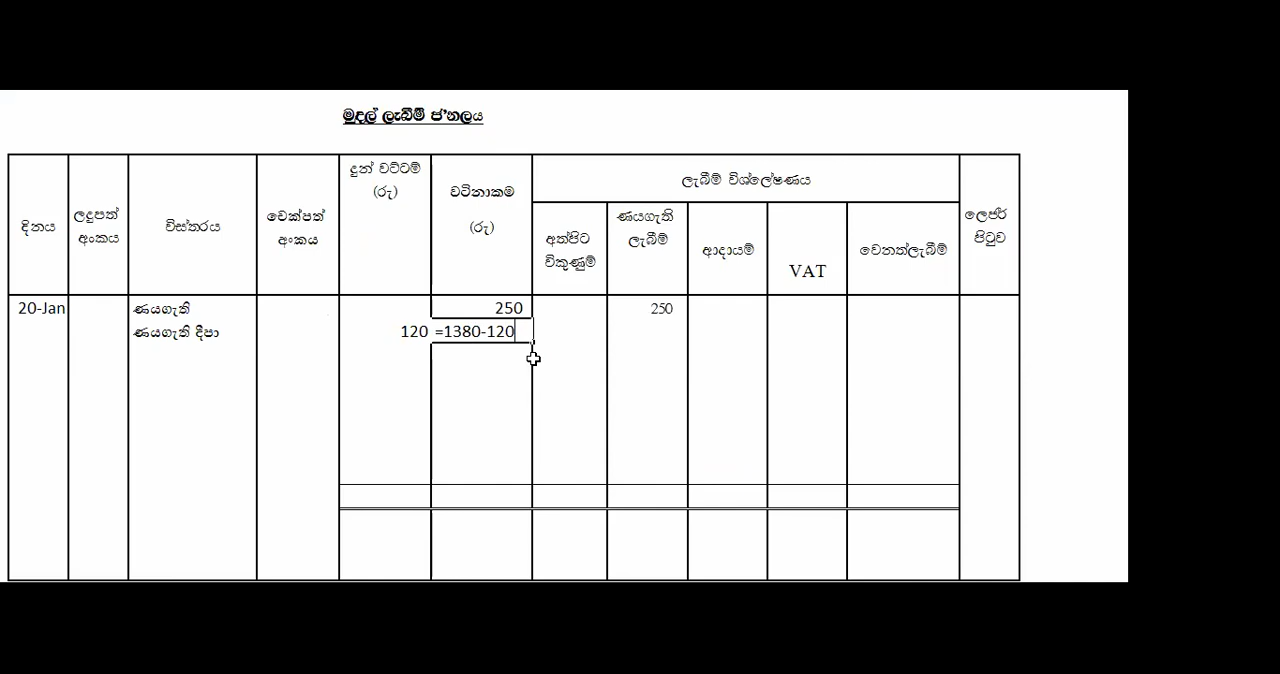 මුදල් ලැබීම් ජ'නලය
දිනය
ලදුපත් අංකය
විස්තරය
චෙක්පත් අංකය
දුන් වට්ටම් (රු)
වටිනාකම (රු)
ලැබීම් විශ්ලේෂණය
අත්පිට විකුණුම්
ණයගැති ලැබීම්
ආදායම්
VAT
වෙනත්ලැබීම්
ලෙජර් පිටුව
20-Jan ණයගැති 250 250
ණයගැති දීපා 120 =1380-120